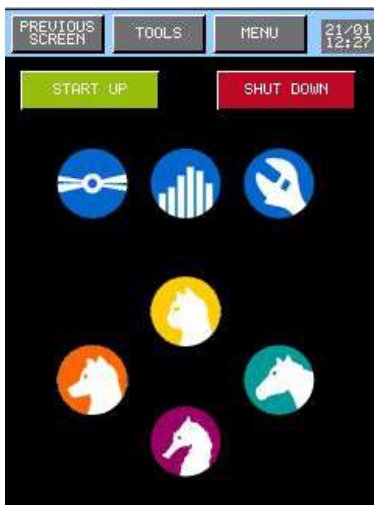 PREVIOUS
SCREEN
TOOLS
MENU
21/01
12:27
START UP
SHUT DOWN